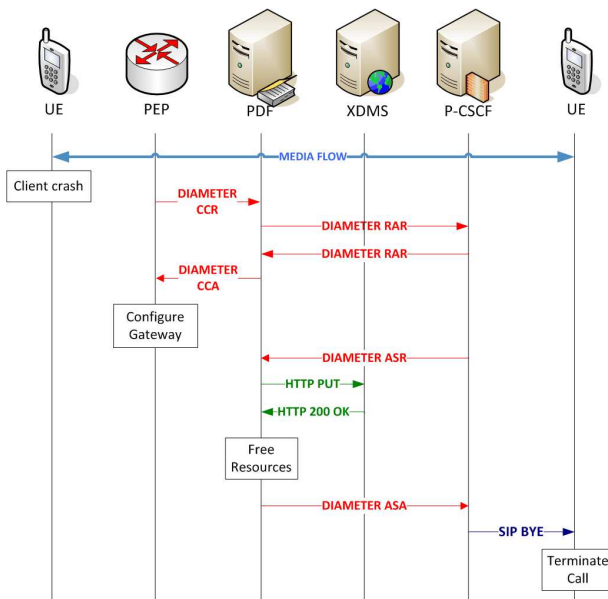 UE
PEP
PDF
XDMS
P-CSCF
UE
MEDIA FLOW
Client crash
DIAMETER
CCR
DIAMETER RAR
DIAMETER RAR
DIAMETER
CCA
Configure
Gateway
DIAMETER ASR
HTTP PUT
HTTP 200 OK
Free
Resources
DIAMETER ASA
SIP BYE
Terminate
Call